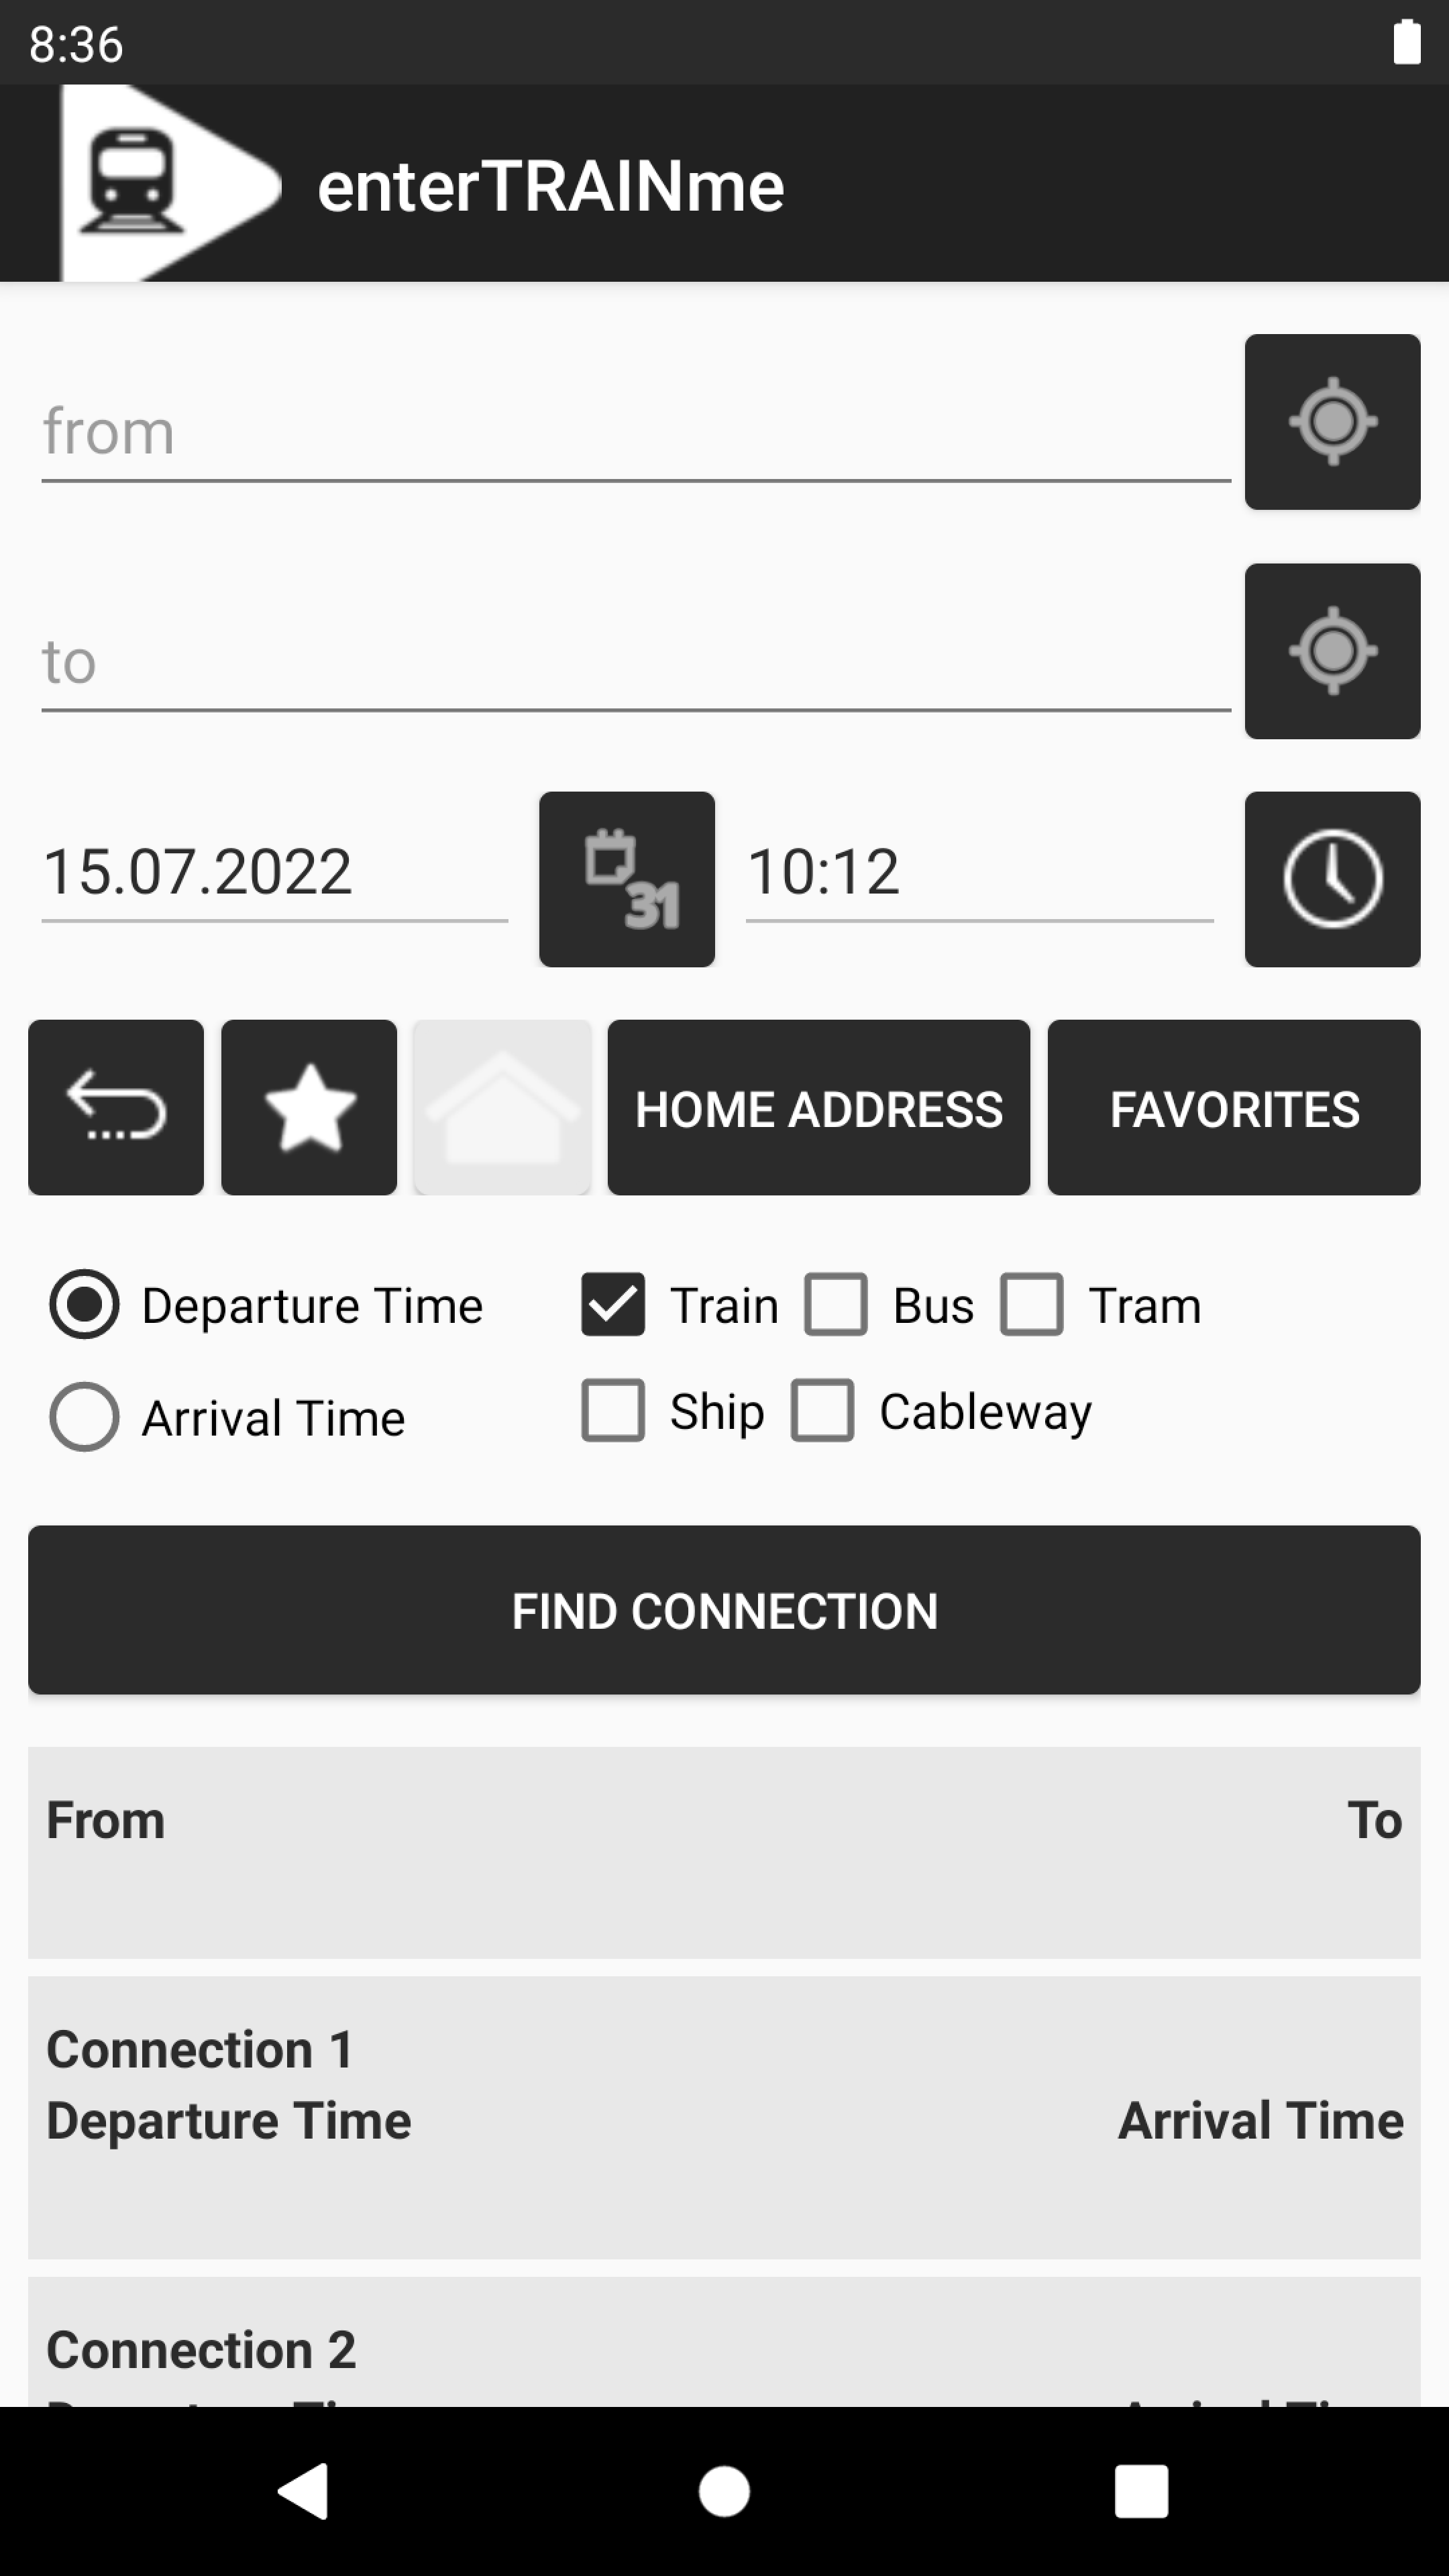 8:36
enterTRAINme
from
to
15.07.2022
31
10:12
HOME ADDRESS
FAVORITES
Departure Time
Train
Bus
Tram
Arrival Time
Ship
Cableway
FIND CONNECTION
From
To
Connection 1
Departure Time
Arrival Time
Connection 2